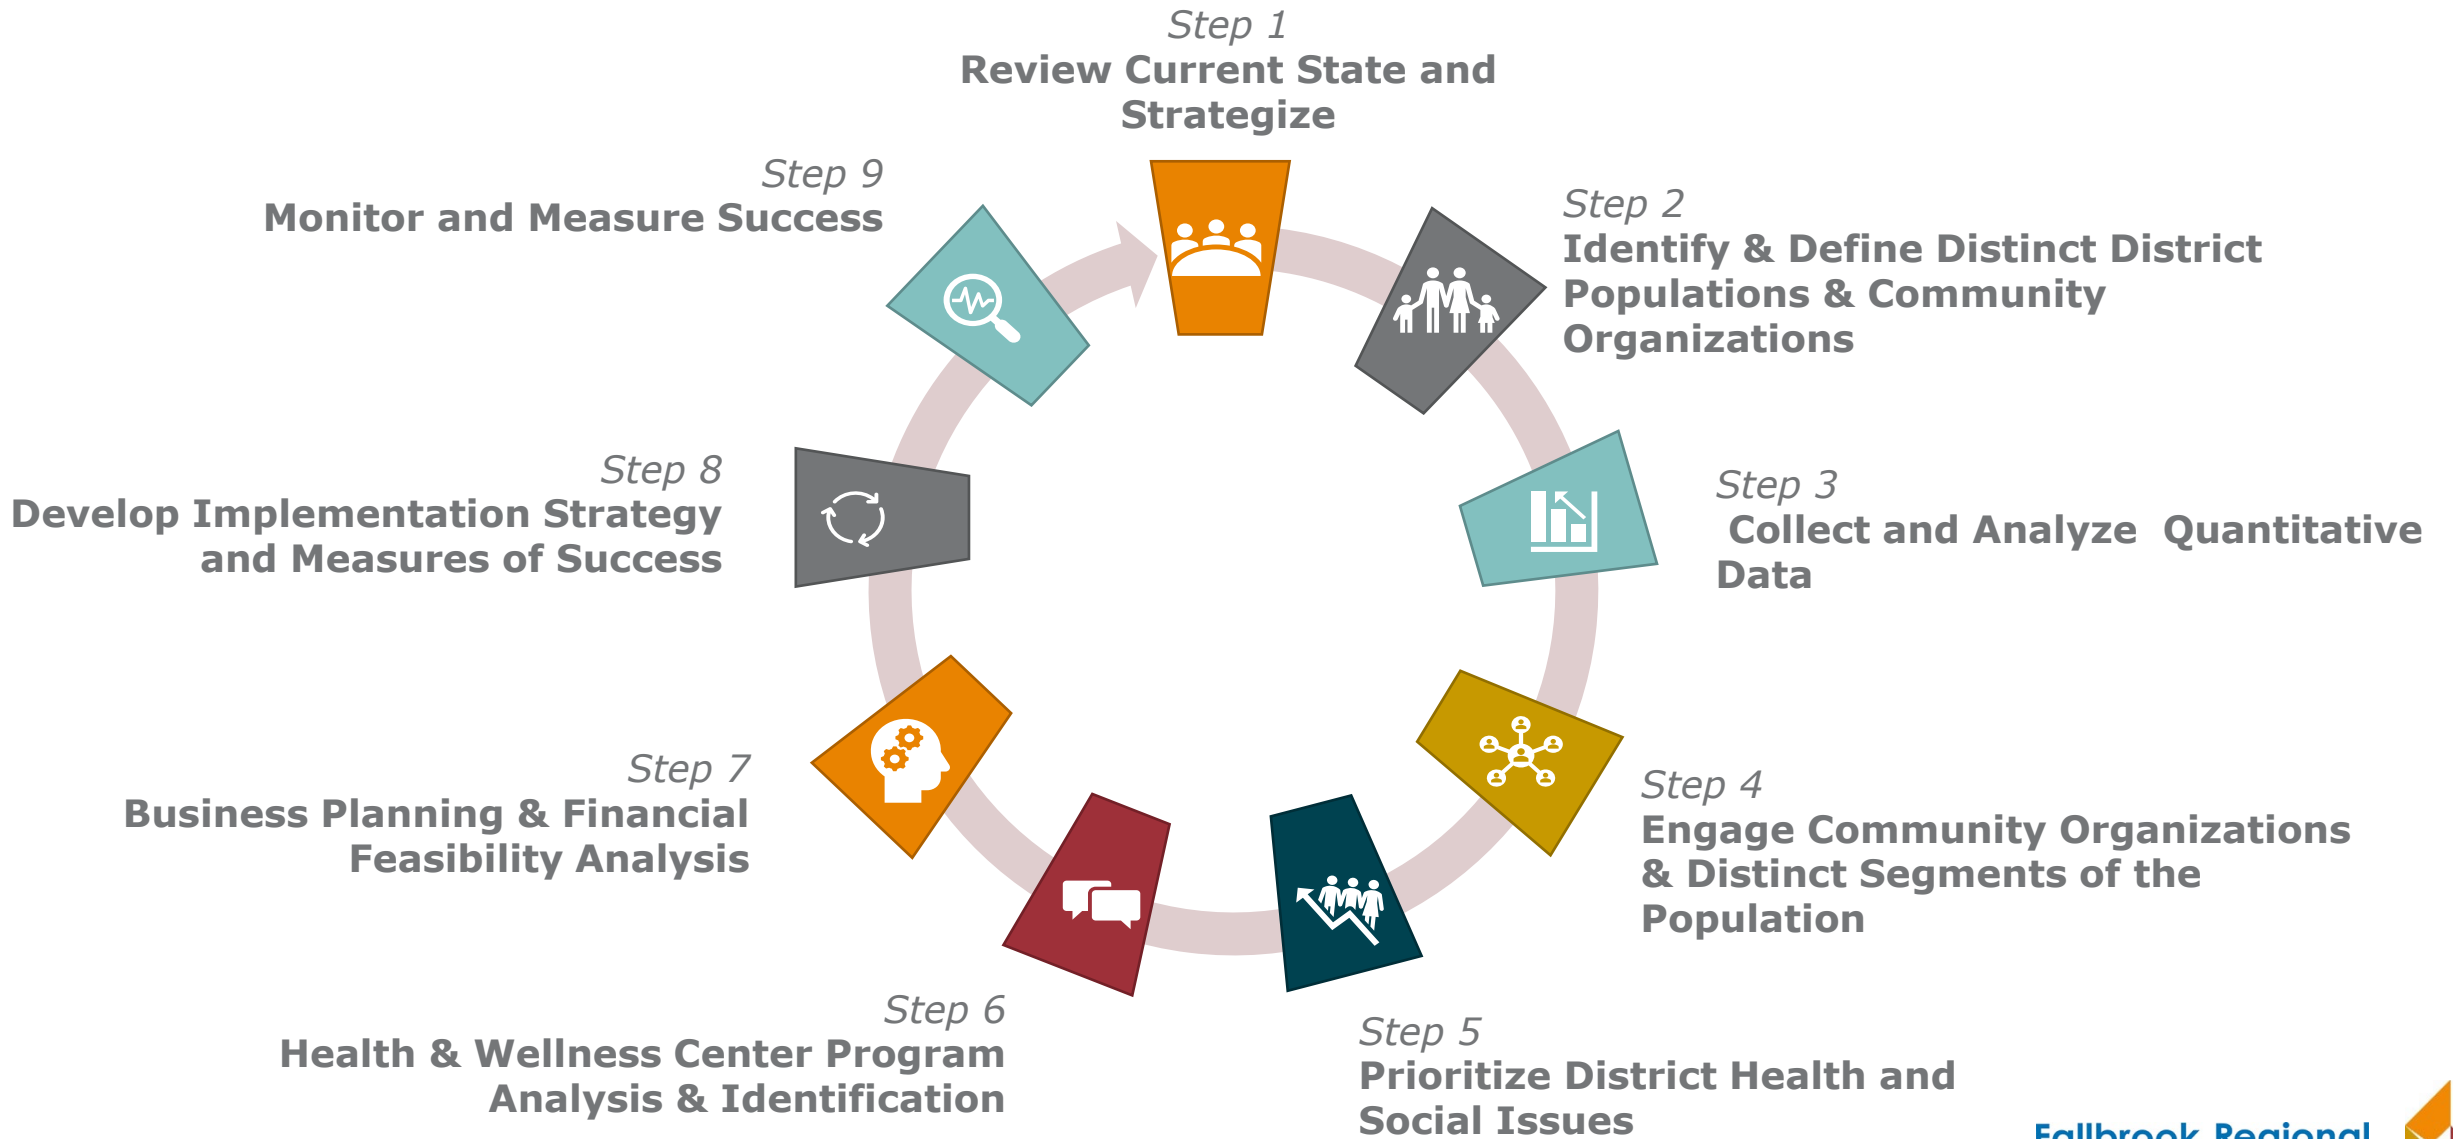 Step 1
Review Current State and
Strategize
Step 2
Identify & Define Distinct District
Populations & Community
Organizations
Step 3
Collect and Analyze  Quantitative
Data
Step 4
Engage Community Organizations
& Distinct Segments of the
Population
Step 5
Prioritize District Health and
Social Issues
Step 6
Health & Wellness Center Program
Analysis & Identification
Step 7
Business Planning & Financial
Feasibility Analysis
Step 8
Develop Implementation Strategy
and Measures of Success
Step 9
Monitor and Measure Success
Fallbrook Regional